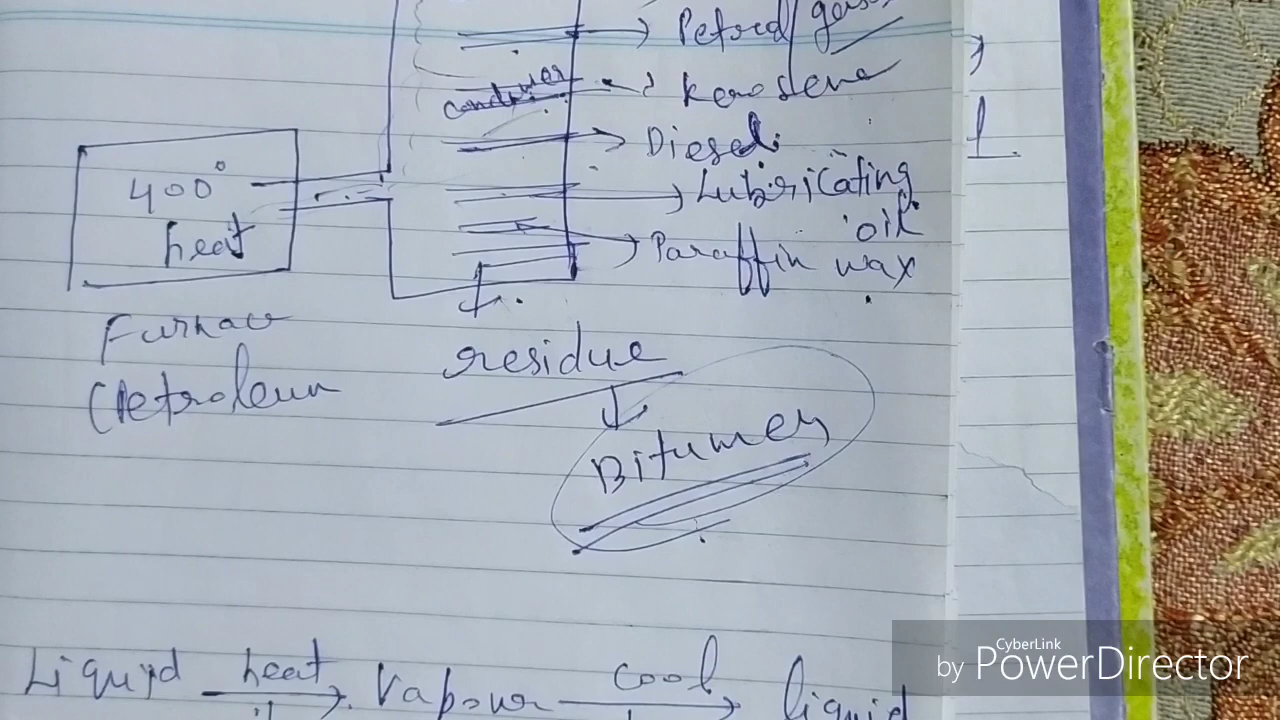 Petrol/gas
condenser
Kerosene
Diesel
400°
heat
Lubricating
oil
Paraffin wax
Furnace
(Petroleum
residue
Bitumen
Liquid heat Vapour cool liquid
CyberLink
by PowerDirector